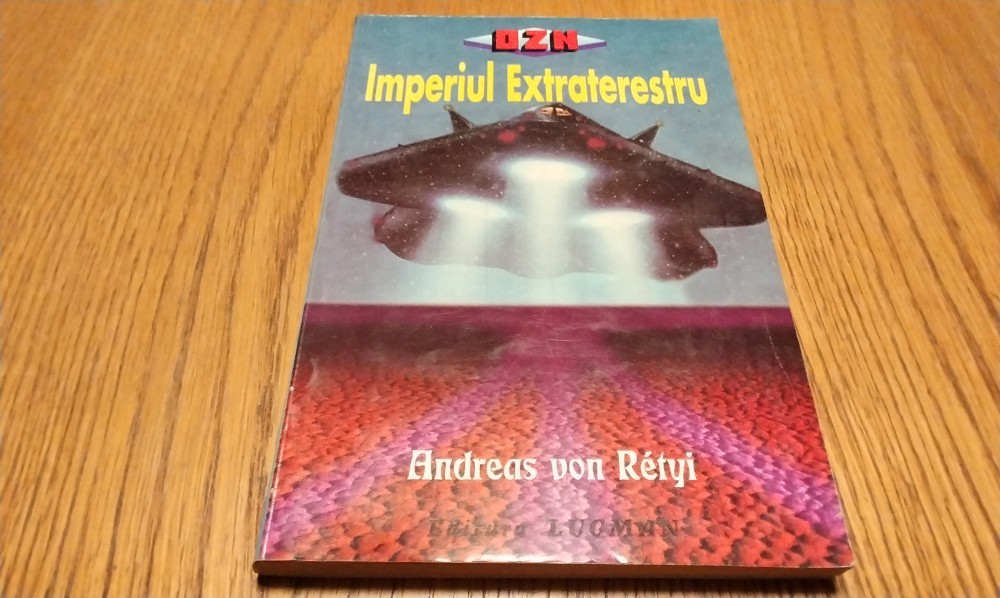 OZN
Imperiul Extraterestru
Andreas von Rétyi
Editura LUCMAN